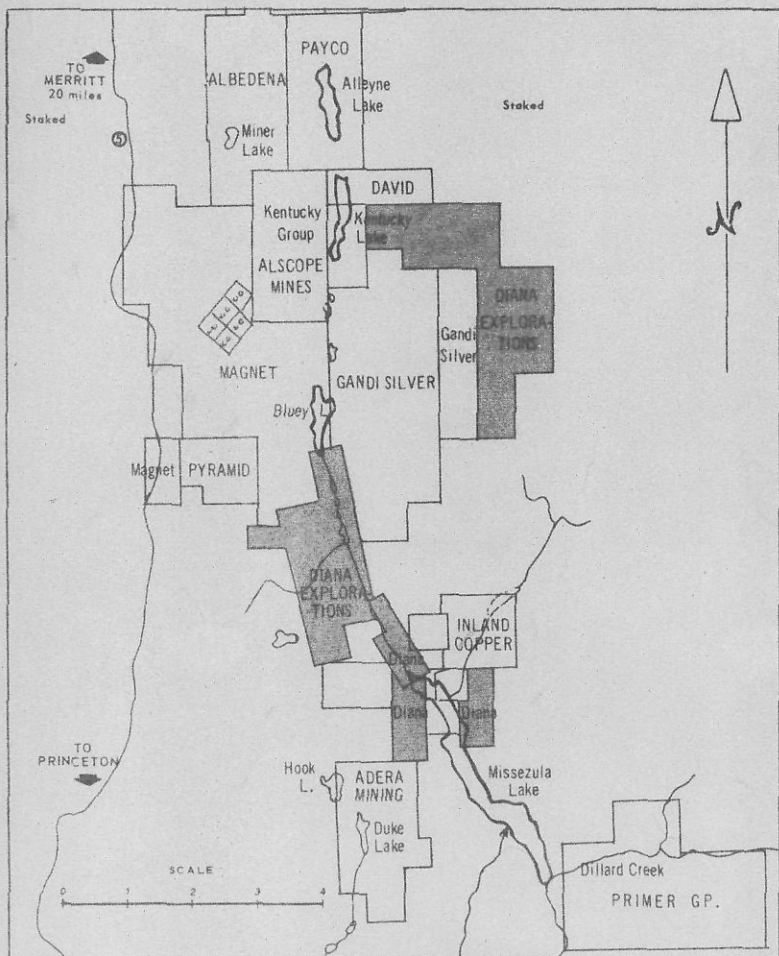 TO
MERRITT
20 miles
Staked
5
ALBEDENA
PAYCO
Alleyne
Lake
Staked
Miner
Lake
N
DAVID
Kentucky
Group
Kentucky
Lake
ALSCOPE
MINES
DIANA
EXPLORA-
TIONS
Gandi
Silver
MAGNET
GANDI SILVER
Bluey L.
Magnet
PYRAMID
DIANA
EXPLORA-
TIONS
INLAND
COPPER
Diana
Diana
Diana
TO
PRINCETON
Hook
L.
ADERA
MINING
Missezula
Lake
Duke
Lake
SCALE
0 1 2 3 4
Dillard Creek
PRIMER GP.